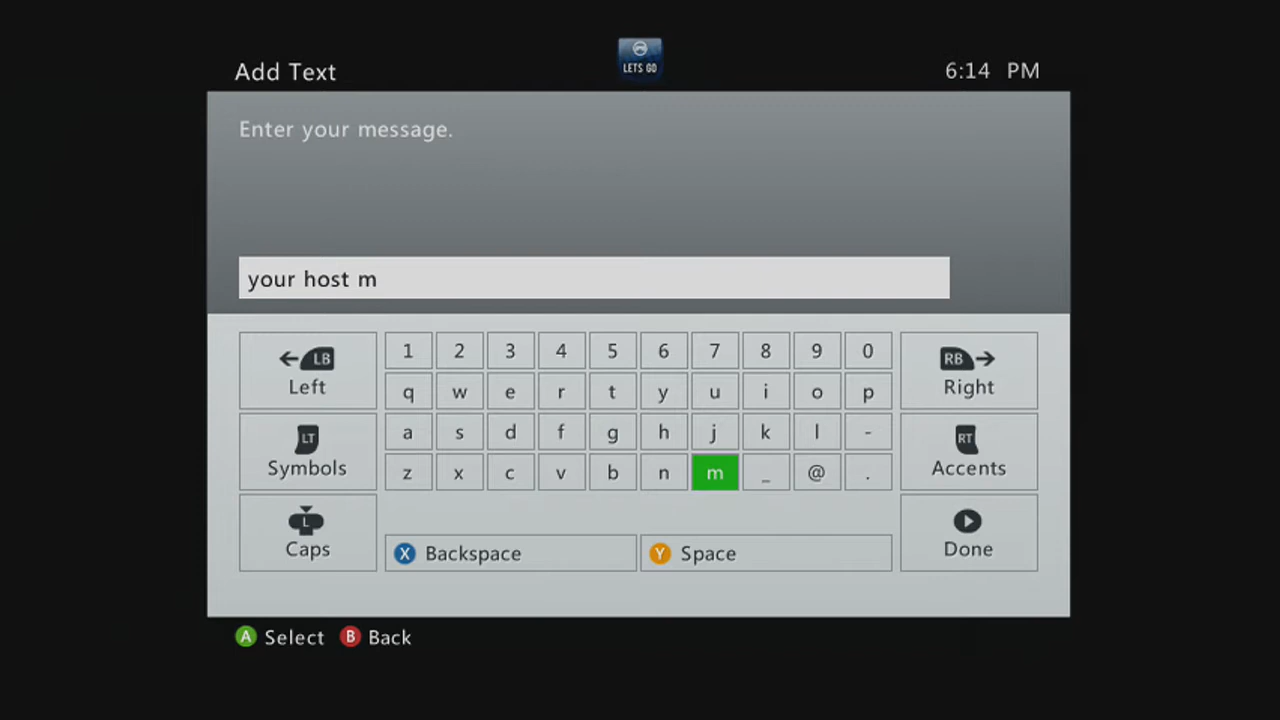 LETS GO
Add Text
6:14 PM
Enter your message.
your host m
LB
Left
1 2 3 4 5 6 7 8 9 0
RB
Right
q w e r t y u i o p
LT
Symbols
a s d f g h j k l -
RT
Accents
z x c v b n m _ @ .
L
Caps
X Backspace
Y Space
Done
A Select B Back